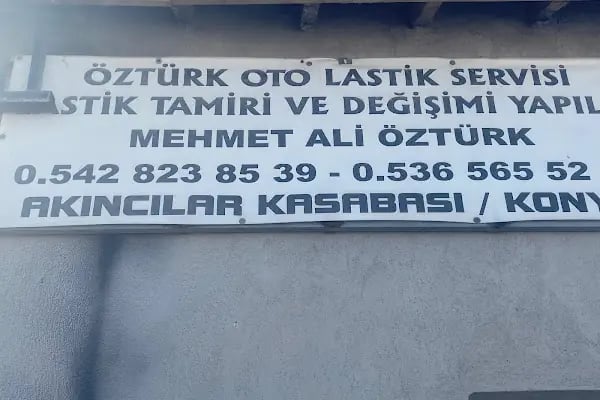 ÖZTÜRK OTO LASTİK SERVİSİ
ASTİK TAMİRİ VE DEĞİŞİMİ YAPIL
MEHMET ALİ ÖZTÜRK
0.542 823 85 39 - 0.536 565 52
AKINCILAR KASABASI / KONY